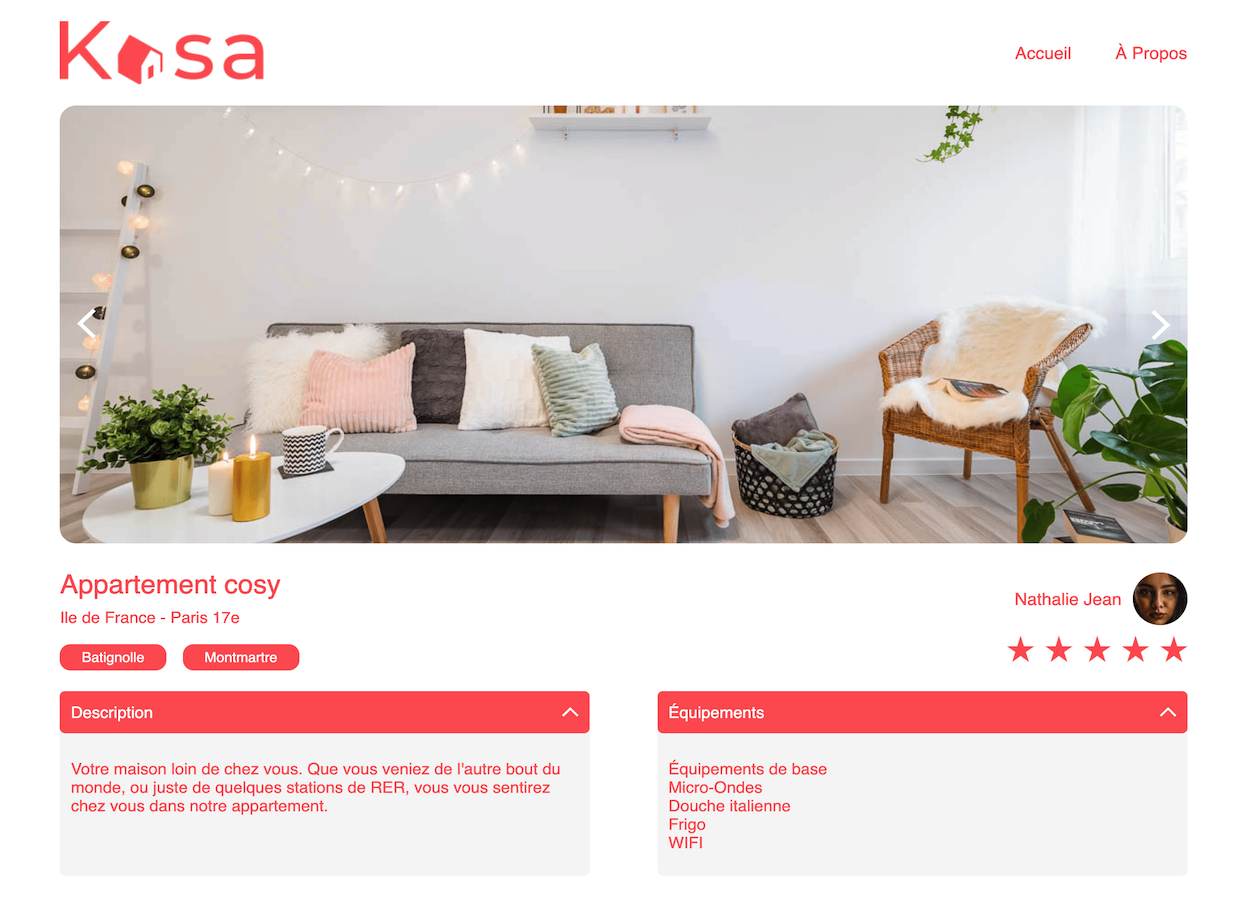 Kasa
Accueil
À Propos
Appartement cosy
Ile de France - Paris 17e
Batignolle
Montmartre
Nathalie Jean
Description
Votre maison loin de chez vous. Que vous veniez de l'autre bout du
monde, ou juste de quelques stations de RER, vous vous sentirez
chez vous dans notre appartement.
Équipements
Équipements de base
Micro-Ondes
Douche italienne
Frigo
WIFI